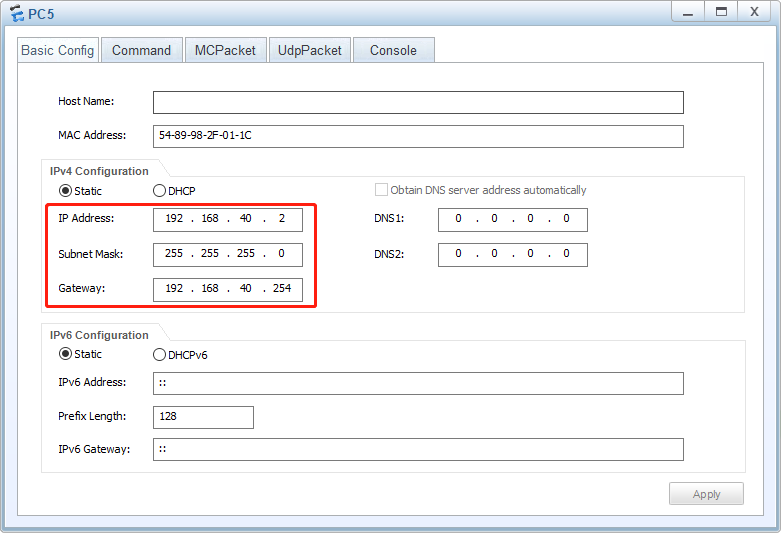 PC5
Basic Config Command MCPacket UdpPacket Console
Host Name:
MAC Address: 54-89-98-2F-01-1C
IPv4 Configuration
Static DHCP Obtain DNS server address automatically
IP Address: 192 . 168 . 40 . 2 DNS1: 0 . 0 . 0 . 0
Subnet Mask: 255 . 255 . 255 . 0 DNS2: 0 . 0 . 0 . 0
Gateway: 192 . 168 . 40 . 254
IPv6 Configuration
Static DHCPv6
IPv6 Address: ::
Prefix Length: 128
IPv6 Gateway: ::
Apply